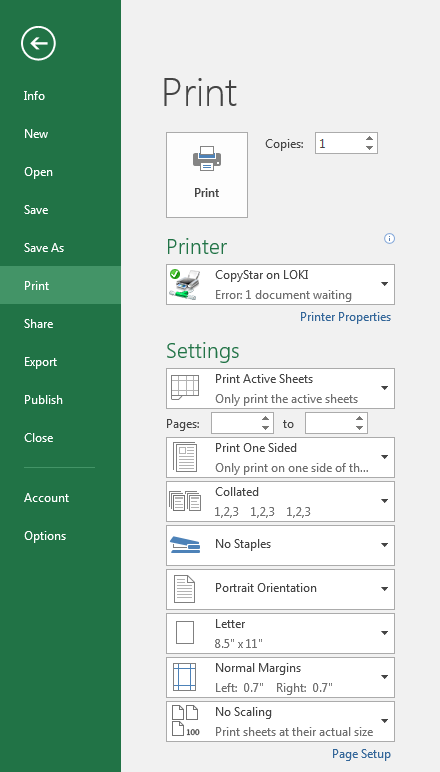 Info
New
Open
Save
Save As
Print
Share
Export
Publish
Close
Account
Options
Print
Print
Copies: 1
Printer
CopyStar on LOKI
Error: 1 document waiting
Printer Properties
Settings
Print Active Sheets
Only print the active sheets
Pages: to
Print One Sided
Only print on one side of th...
Collated
1,2,3 1,2,3 1,2,3
No Staples
Portrait Orientation
Letter
8.5" x 11"
Normal Margins
Left: 0.7" Right: 0.7"
No Scaling
100
Print sheets at their actual size
Page Setup